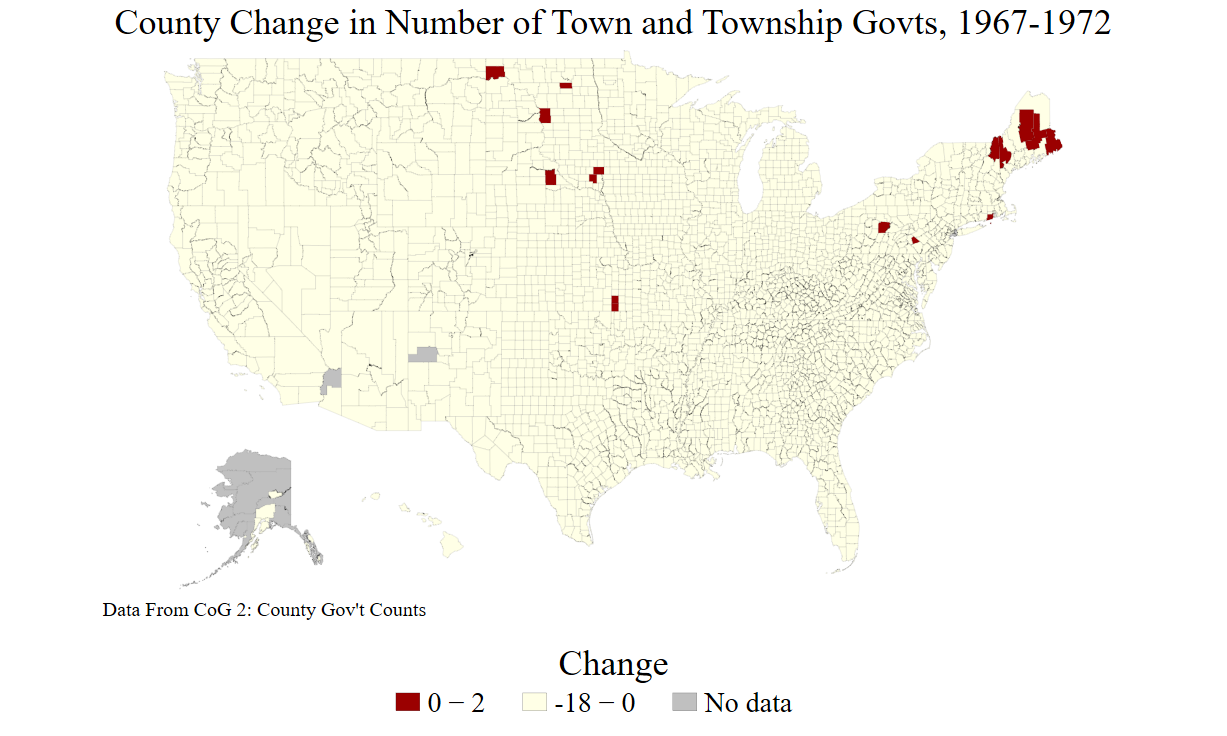 County Change in Number of Town and Township Govts, 1967-1972
Data From CoG 2: County Gov't Counts
Change
0 − 2 -18 − 0 No data